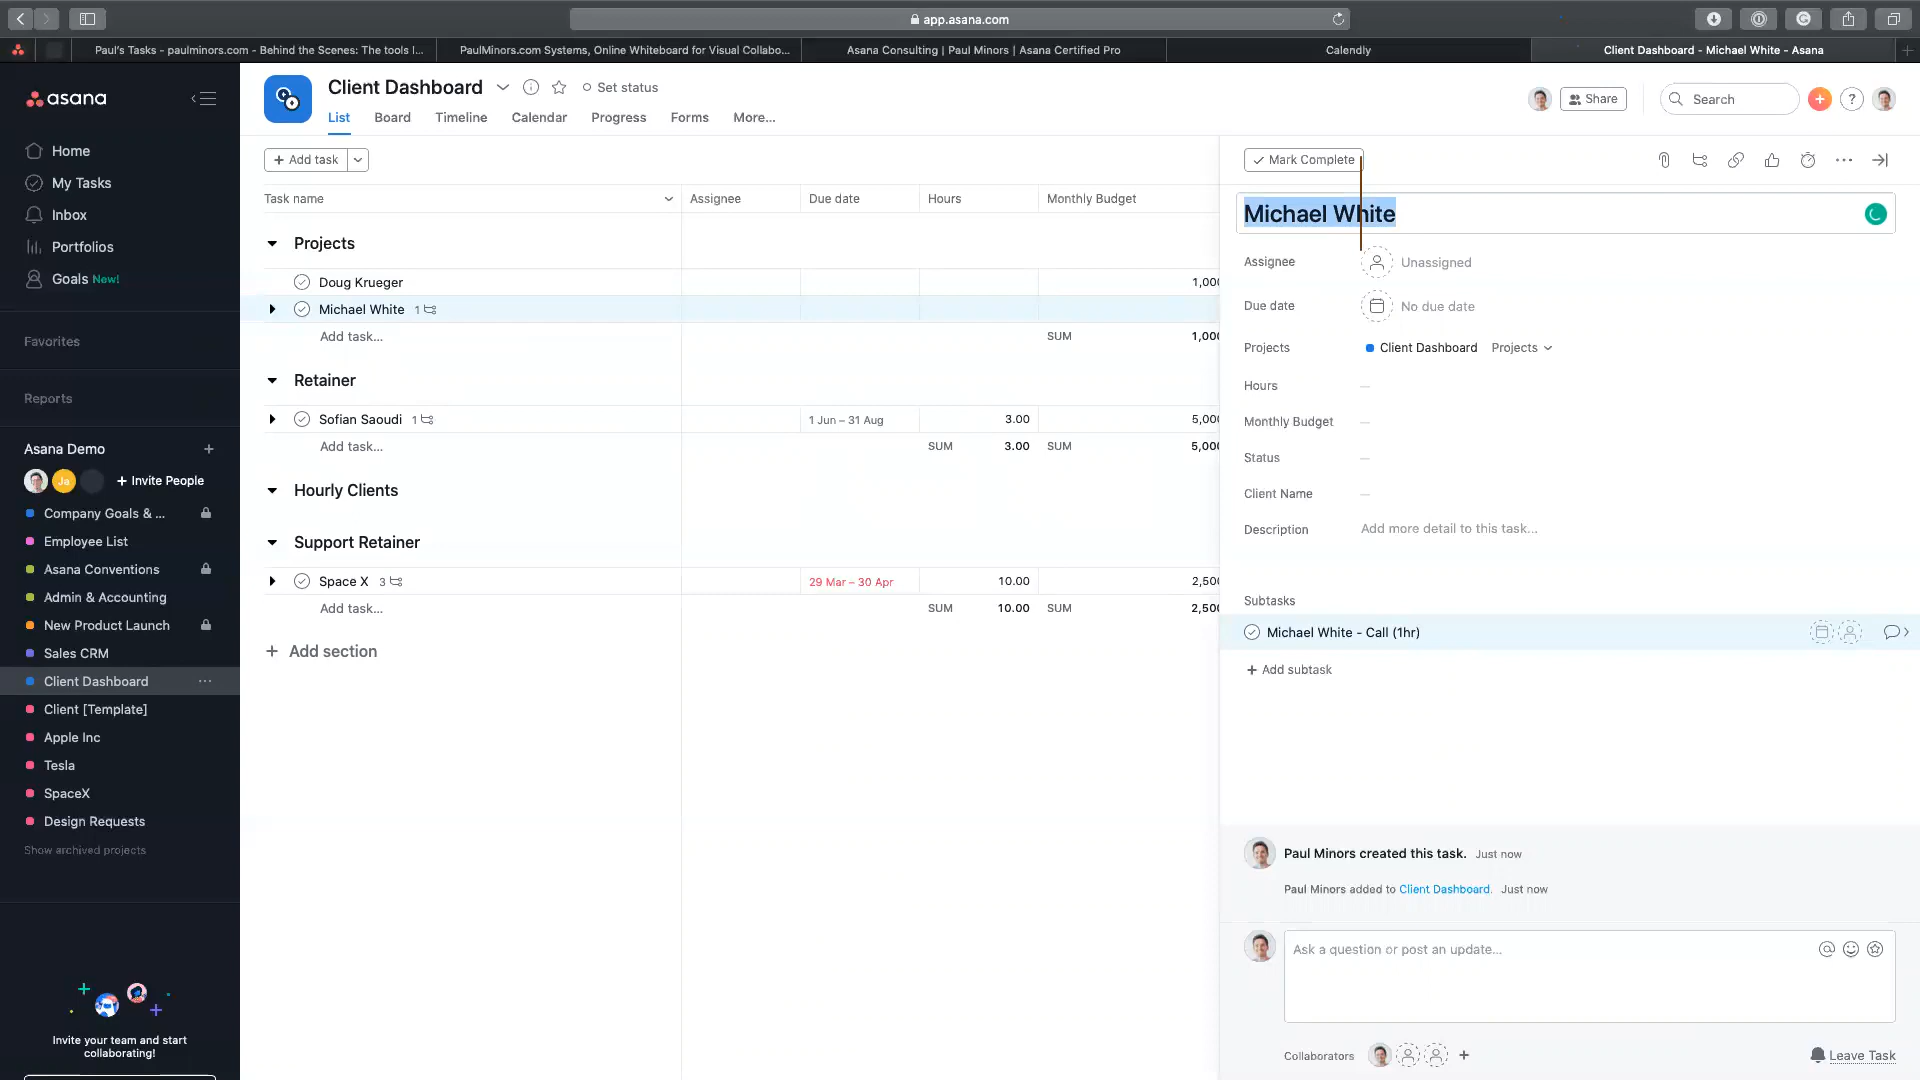 app.asana.com
Paul's Tasks - paulminors.com - Behind the Scenes: The tools I...
PaulMinors.com Systems, Online Whiteboard for Visual Collabo...
Asana Consulting | Paul Minors | Asana Certified Pro
Calendly
Client Dashboard - Michael White - Asana
asana
Home
My Tasks
Inbox
Portfolios
Goals New!
Favorites
Reports
Asana Demo
Ja
+ Invite People
Company Goals & ...
Employee List
Asana Conventions
Admin & Accounting
New Product Launch
Sales CRM
Client Dashboard ...
Client [Template]
Apple Inc
Tesla
SpaceX
Design Requests
Show archived projects
Invite your team and start
collaborating!
Client Dashboard
Set status
List Board Timeline Calendar Progress Forms More...
Share
Search
?
+ Add task
Task name Assignee Due date Hours Monthly Budget
Projects
Doug Krueger 1,000
Michael White 1
Add task... SUM 1,000
Retainer
Sofian Saoudi 1 1 Jun – 31 Aug 3.00 5,000
Add task... SUM 3.00 SUM 5,000
Hourly Clients
Support Retainer
Space X 3 29 Mar – 30 Apr 10.00 2,500
Add task... SUM 10.00 SUM 2,500
+ Add section
Mark Complete
Michael White
Assignee Unassigned
Due date No due date
Projects Client Dashboard Projects
Hours —
Monthly Budget —
Status —
Client Name —
Description Add more detail to this task...
Subtasks
Michael White - Call (1hr)
+ Add subtask
Paul Minors created this task. Just now
Paul Minors added to Client Dashboard. Just now
Ask a question or post an update...
Collaborators +
Leave Task